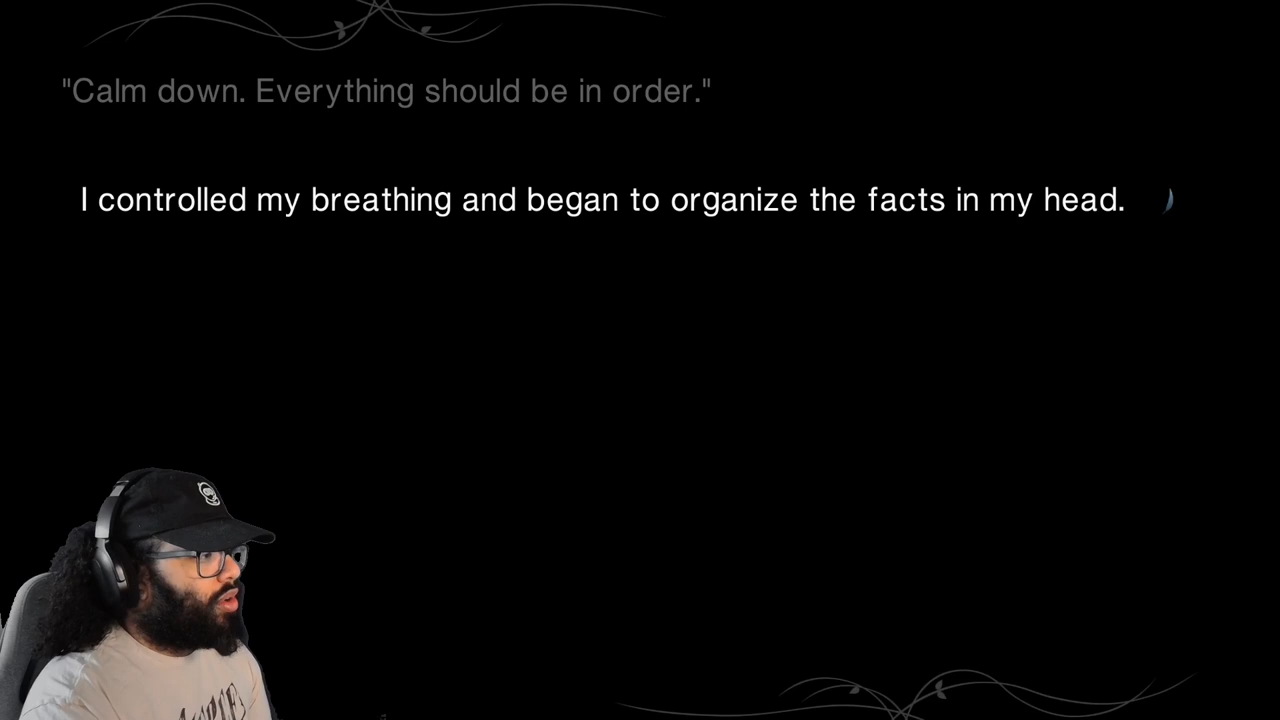 "Calm down. Everything should be in order."
I controlled my breathing and began to organize the facts in my head.